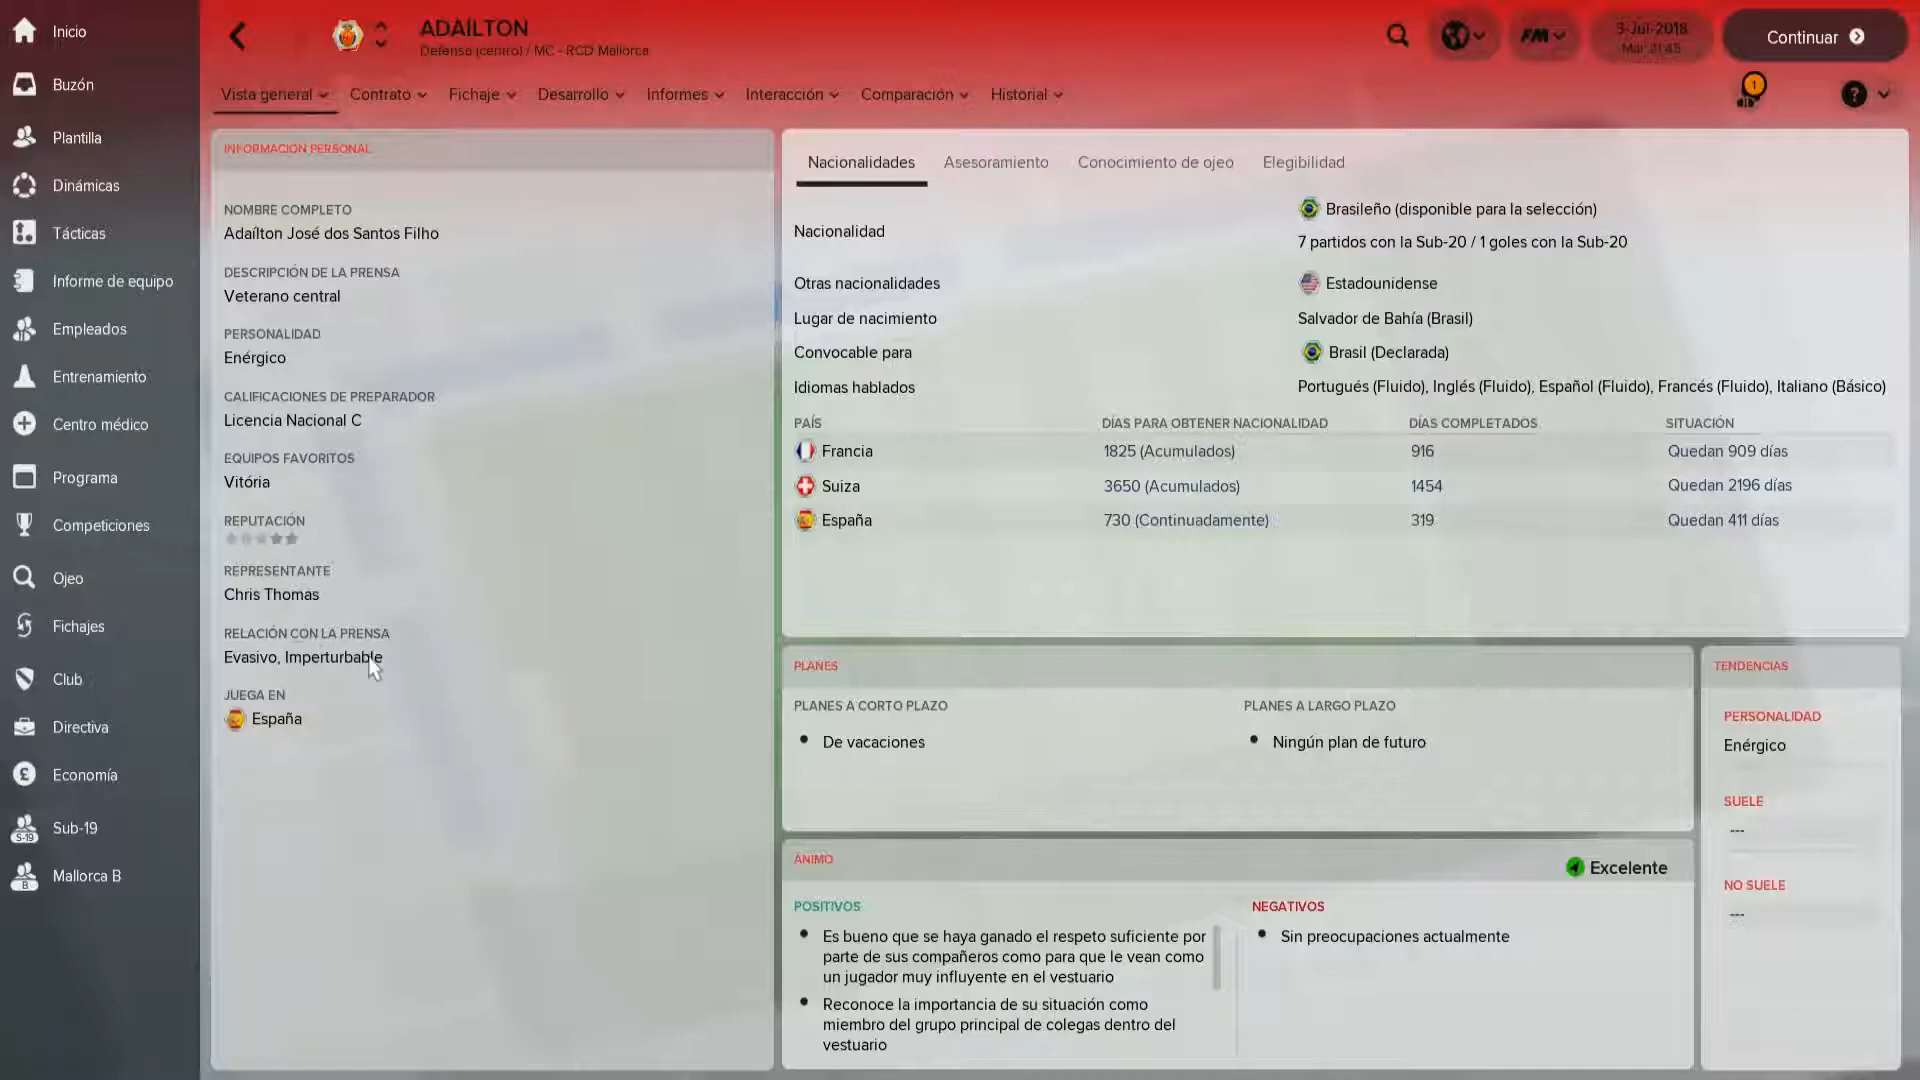 Inicio
Buzón
Plantilla
Dinámicas
Tácticas
Informe de equipo
Empleados
Entrenamiento
Centro médico
Programa
Competiciones
Ojeo
Fichajes
Club
Directiva
Economía
S-19
Sub-19
B
Mallorca B
ADAÍLTON
Defensa (centro) / MC - RCD Mallorca
FM
3-Jul-2018
Mar 21:45
Continuar
Vista general Contrato Fichaje Desarrollo Informes Interacción Comparación Historial
1
?
INFORMACIÓN PERSONAL
NOMBRE COMPLETO
Adaílton José dos Santos Filho
DESCRIPCIÓN DE LA PRENSA
Veterano central
PERSONALIDAD
Enérgico
CALIFICACIONES DE PREPARADOR
Licencia Nacional C
EQUIPOS FAVORITOS
Vitória
REPUTACIÓN
REPRESENTANTE
Chris Thomas
RELACIÓN CON LA PRENSA
Evasivo, Imperturbable
JUEGA EN
España
Nacionalidades Asesoramiento Conocimiento de ojeo Elegibilidad
Nacionalidad
Brasileño (disponible para la selección)
7 partidos con la Sub-20 / 1 goles con la Sub-20
Otras nacionalidades Estadounidense
Lugar de nacimiento Salvador de Bahía (Brasil)
Convocable para Brasil (Declarada)
Idiomas hablados Portugués (Fluido), Inglés (Fluido), Español (Fluido), Francés (Fluido), Italiano (Básico)
PAÍS DÍAS PARA OBTENER NACIONALIDAD DÍAS COMPLETADOS SITUACIÓN
Francia 1825 (Acumulados) 916 Quedan 909 días
Suiza 3650 (Acumulados) 1454 Quedan 2196 días
España 730 (Continuadamente) 319 Quedan 411 días
PLANES
PLANES A CORTO PLAZO PLANES A LARGO PLAZO
De vacaciones Ningún plan de futuro
ÁNIMO
Excelente
POSITIVOS
Es bueno que se haya ganado el respeto suficiente por
parte de sus compañeros como para que le vean como
un jugador muy influyente en el vestuario
Reconoce la importancia de su situación como
miembro del grupo principal de colegas dentro del
vestuario
NEGATIVOS
Sin preocupaciones actualmente
TENDENCIAS
PERSONALIDAD
Enérgico
SUELE
---
NO SUELE
---